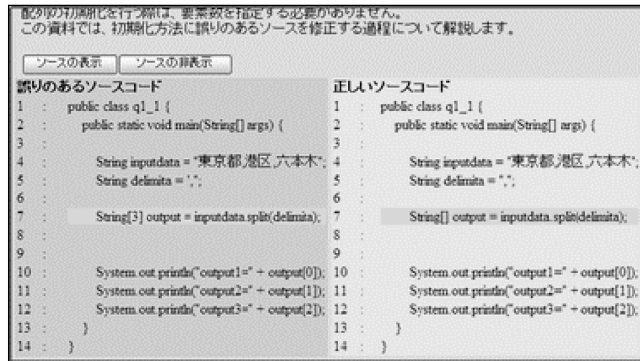 配列の初期化を行う際は、要素数を指定する必要がありません。
この資料では、初期化方法に誤りのあるソースを修正する過程について解説します。
ソースの表示 ソースの非表示
誤りのあるソースコード
1 : public class q1_1 {
2 : public static void main(String[] args) {
3 :
4 : String inputdata = "東京都,港区,六本木";
5 : String delimita = ",";
6 :
7 : String[3] output = inputdata.split(delimita);
8 :
9 :
10 : System.out.println("output1=" + output[0]);
11 : System.out.println("output2=" + output[1]);
12 : System.out.println("output3=" + output[2]);
13 : }
14 : }
正しいソースコード
1 : public class q1_1 {
2 : public static void main(String[] args) {
3 :
4 : String inputdata = "東京都,港区,六本木";
5 : String delimita = ",";
6 :
7 : String[] output = inputdata.split(delimita);
8 :
9 :
10 : System.out.println("output1=" + output[0]);
11 : System.out.println("output2=" + output[1]);
12 : System.out.println("output3=" + output[2]);
13 : }
14 : }